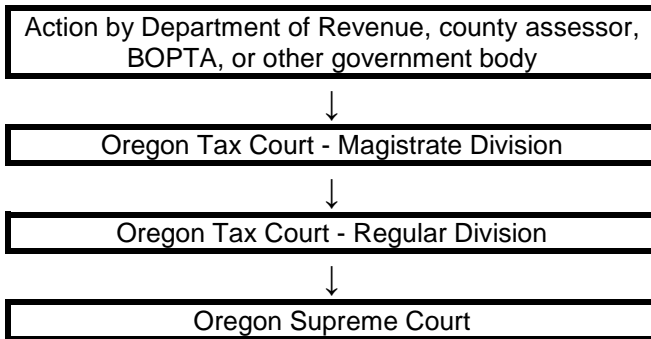 Action by Department of Revenue, county assessor,
BOPTA, or other government body
↓
Oregon Tax Court - Magistrate Division
↓
Oregon Tax Court - Regular Division
↓
Oregon Supreme Court